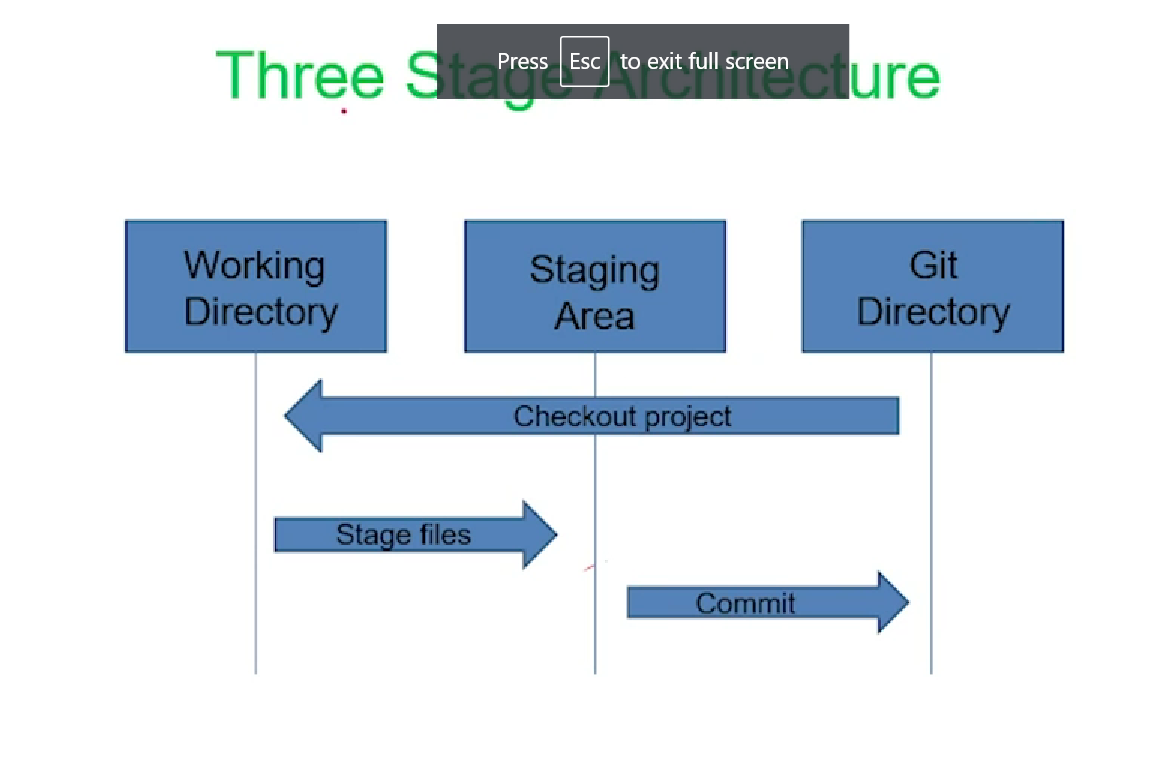 Three Stage Architecture
Press Esc to exit full screen
Working
Directory
Staging
Area
Git
Directory
Checkout project
Stage files
Commit